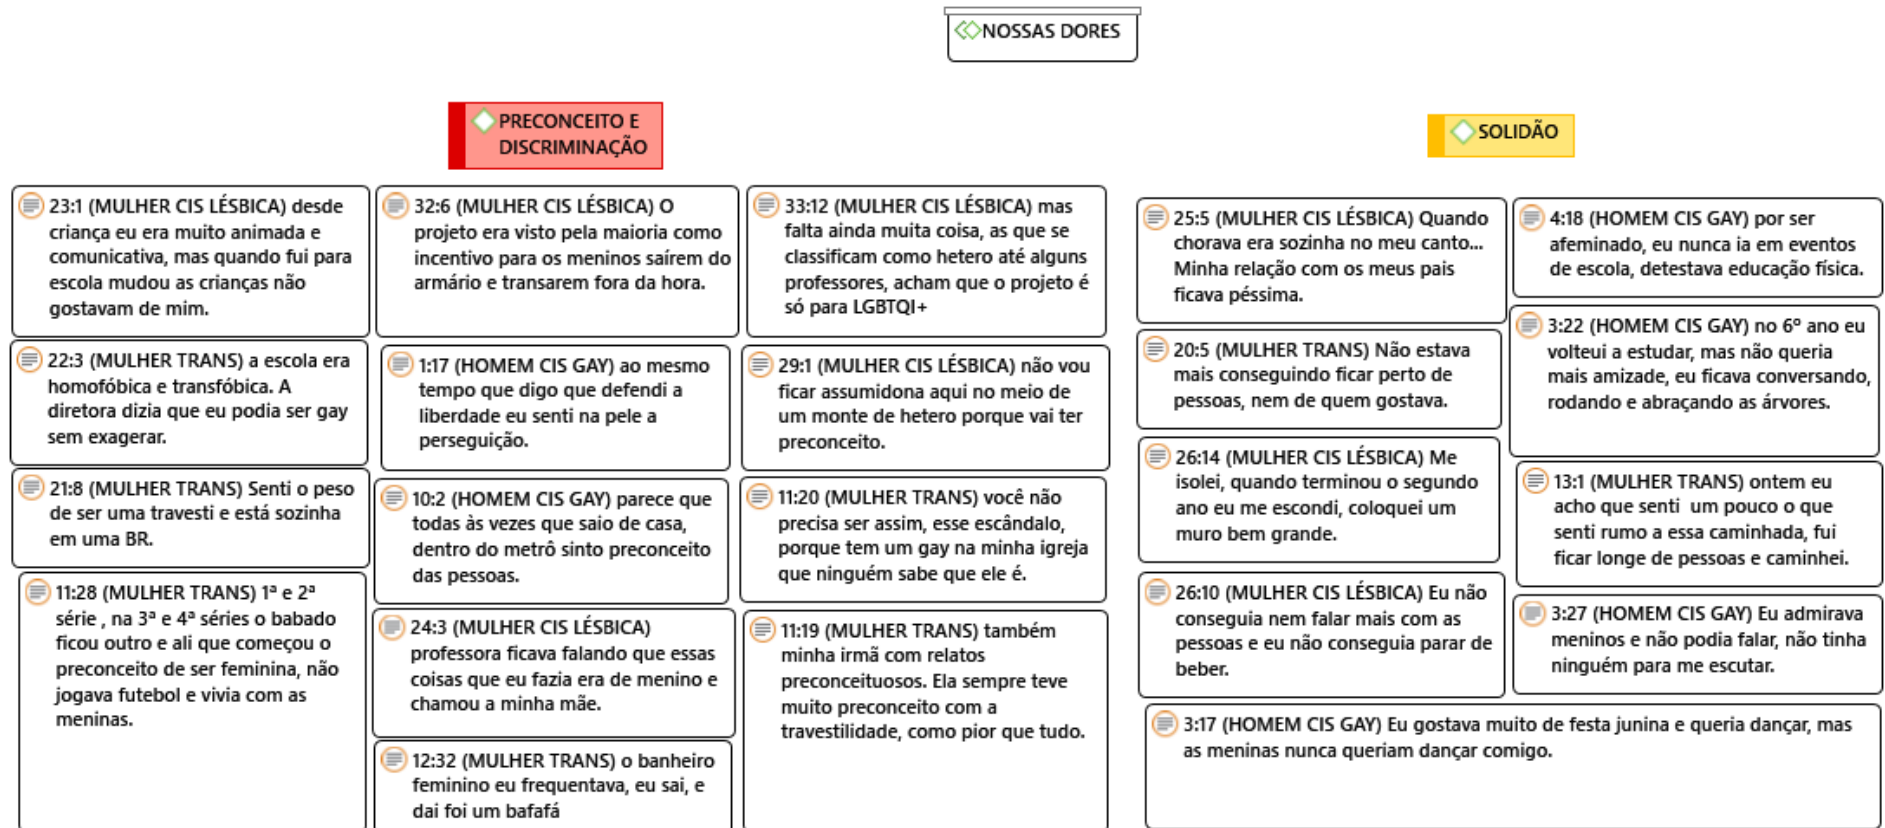 NOSSAS DORES
PRECONCEITO E
DISCRIMINAÇÃO
23:1 (MULHER CIS LÉSBICA) desde
criança eu era muito animada e
comunicativa, mas quando fui para
escola mudou as crianças não
gostavam de mim.
22:3 (MULHER TRANS) a escola era
homofóbica e transfóbica. A
diretora dizia que eu podia ser gay
sem exagerar.
21:8 (MULHER TRANS) Senti o peso
de ser uma travesti e está sozinha
em uma BR.
11:28 (MULHER TRANS) 1ª e 2ª
série , na 3ª e 4ª séries o babado
ficou outro e ali que começou o
preconceito de ser feminina, não
jogava futebol e vivia com as
meninas.
32:6 (MULHER CIS LÉSBICA) O
projeto era visto pela maioria como
incentivo para os meninos saírem do
armário e transarem fora da hora.
1:17 (HOMEM CIS GAY) ao mesmo
tempo que digo que defendi a
liberdade eu senti na pele a
perseguição.
10:2 (HOMEM CIS GAY) parece que
todas às vezes que saio de casa,
dentro do metrô sinto preconceito
das pessoas.
24:3 (MULHER CIS LÉSBICA)
professora ficava falando que essas
coisas que eu fazia era de menino e
chamou a minha mãe.
12:32 (MULHER TRANS) o banheiro
feminino eu frequentava, eu sai, e
dai foi um bafafá
33:12 (MULHER CIS LÉSBICA) mas
falta ainda muita coisa, as que se
classificam como hetero até alguns
professores, acham que o projeto é
só para LGBTQI+
29:1 (MULHER CIS LÉSBICA) não vou
ficar assumidona aqui no meio de
um monte de hetero porque vai ter
preconceito.
11:20 (MULHER TRANS) você não
precisa ser assim, esse escândalo,
porque tem um gay na minha igreja
que ninguém sabe que ele é.
11:19 (MULHER TRANS) também
minha irmã com relatos
preconceituosos. Ela sempre teve
muito preconceito com a
travestilidade, como pior que tudo.
SOLIDÃO
25:5 (MULHER CIS LÉSBICA) Quando
chorava era sozinha no meu canto...
Minha relação com os meus pais
ficava péssima.
20:5 (MULHER TRANS) Não estava
mais conseguindo ficar perto de
pessoas, nem de quem gostava.
26:14 (MULHER CIS LÉSBICA) Me
isolei, quando terminou o segundo
ano eu me escondi, coloquei um
muro bem grande.
26:10 (MULHER CIS LÉSBICA) Eu não
conseguia nem falar mais com as
pessoas e eu não conseguia parar de
beber.
4:18 (HOMEM CIS GAY) por ser
afeminado, eu nunca ia em eventos
de escola, detestava educação física.
3:22 (HOMEM CIS GAY) no 6º ano eu
volteui a estudar, mas não queria
mais amizade, eu ficava conversando,
rodando e abraçando as árvores.
13:1 (MULHER TRANS) ontem eu
acho que senti um pouco o que
senti rumo a essa caminhada, fui
ficar longe de pessoas e caminhei.
3:27 (HOMEM CIS GAY) Eu admirava
meninos e não podia falar, não tinha
ninguém para me escutar.
3:17 (HOMEM CIS GAY) Eu gostava muito de festa junina e queria dançar, mas
as meninas nunca queriam dançar comigo.